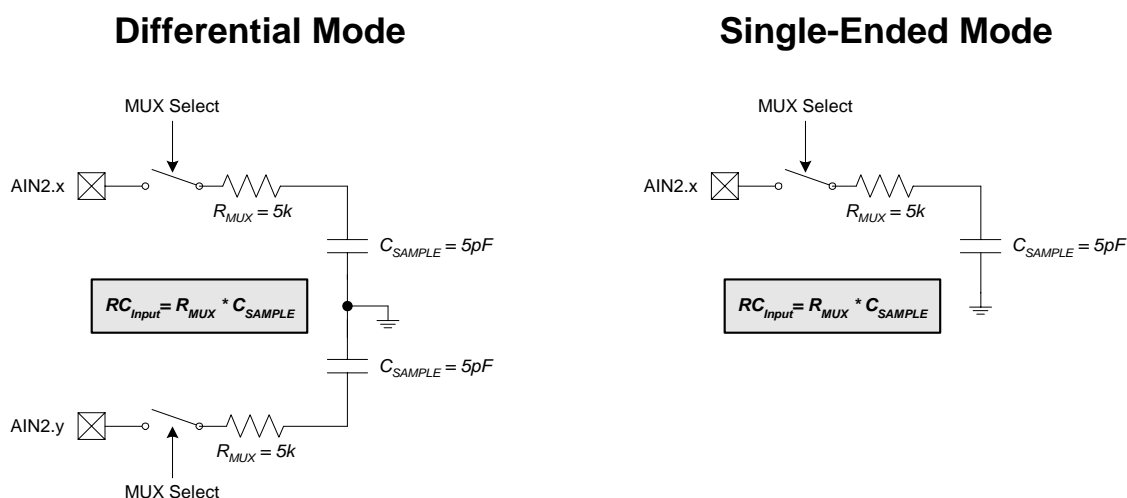 Differential Mode
MUX Select
AIN2.x
R_MUX = 5k
C_SAMPLE = 5pF
RC_Input= R_MUX * C_SAMPLE
C_SAMPLE = 5pF
AIN2.y
R_MUX = 5k
MUX Select
Single-Ended Mode
MUX Select
AIN2.x
R_MUX = 5k
C_SAMPLE = 5pF
RC_Input= R_MUX * C_SAMPLE